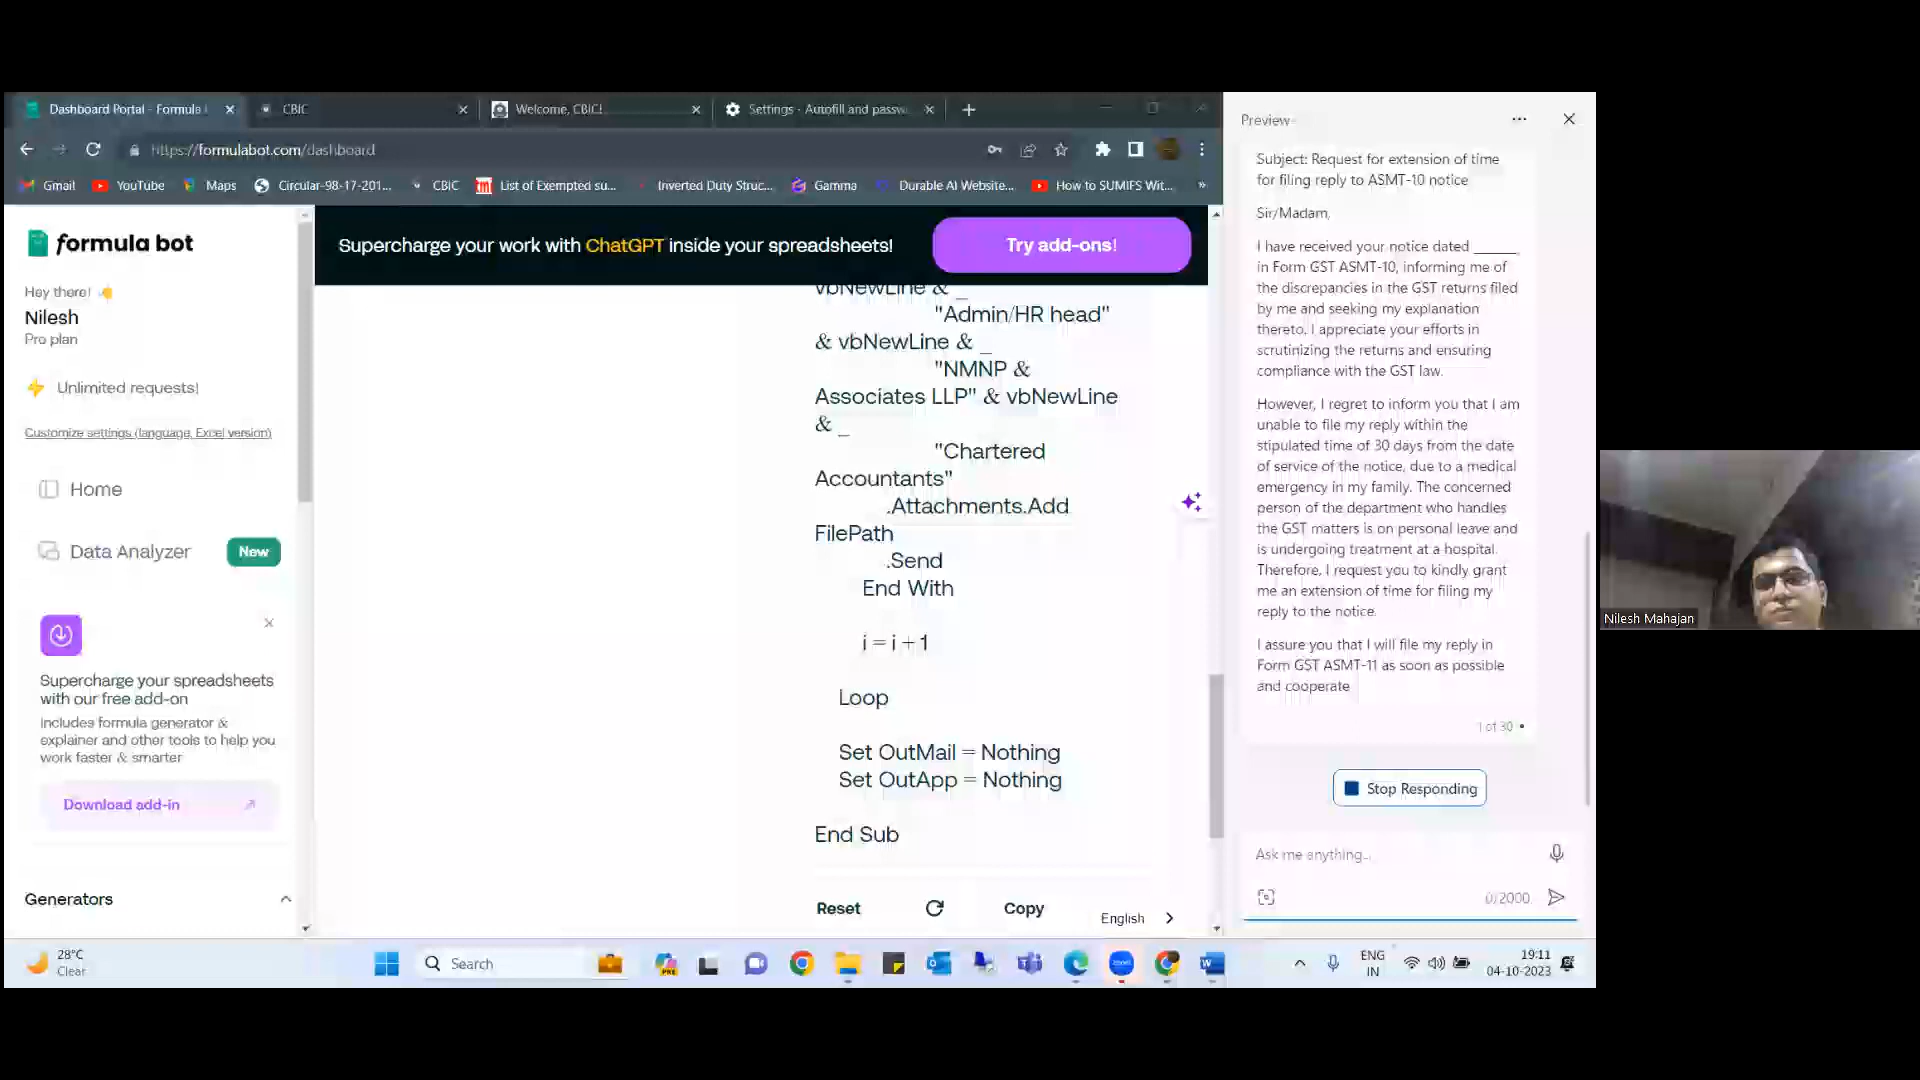 Dashboard Portal - Formula
CBIC
Welcome, CBIC!
Settings - Autofill and passw
https://formulabot.com/dashboard
Gmail
YouTube
Maps
Circular-98-17-201...
CBIC
List of Exempted su...
Inverted Duty Struc...
Gamma
Durable AI Website...
How to SUMIFS Wit...
»
formula bot
Hey there!
Nilesh
Pro plan
Unlimited requests!
Customize settings (language, Excel version)
Home
Data Analyzer
New
Supercharge your spreadsheets
with our free add-on
Includes formula generator &
explainer and other tools to help you
work faster & smarter
Download add-in
Generators
Supercharge your work with ChatGPT inside your spreadsheets!
Try add-ons!
vbNewLine & _
"Admin/HR head"
& vbNewLine & _
"NMNP &
Associates LLP" & vbNewLine
& _
"Chartered
Accountants"
.Attachments.Add
FilePath
.Send
End With
i = i + 1
Loop
Set OutMail = Nothing
Set OutApp = Nothing
End Sub
Reset
Copy
English
Preview
Subject: Request for extension of time
for filing reply to ASMT-10 notice
Sir/Madam,
I have received your notice dated ______
in Form GST ASMT-10, informing me of
the discrepancies in the GST returns filed
by me and seeking my explanation
thereto. I appreciate your efforts in
scrutinizing the returns and ensuring
compliance with the GST law.
However, I regret to inform you that I am
unable to file my reply within the
stipulated time of 30 days from the date
of service of the notice, due to a medical
emergency in my family. The concerned
person of the department who handles
the GST matters is on personal leave and
is undergoing treatment at a hospital.
Therefore, I request you to kindly grant
me an extension of time for filing my
reply to the notice.
I assure you that I will file my reply in
Form GST ASMT-11 as soon as possible
and cooperate
1 of 30
Stop Responding
Ask me anything...
0/2000
Nilesh Mahajan
28°C
Clear
Search
PRE
zoom
ENG
IN
19:11
04-10-2023